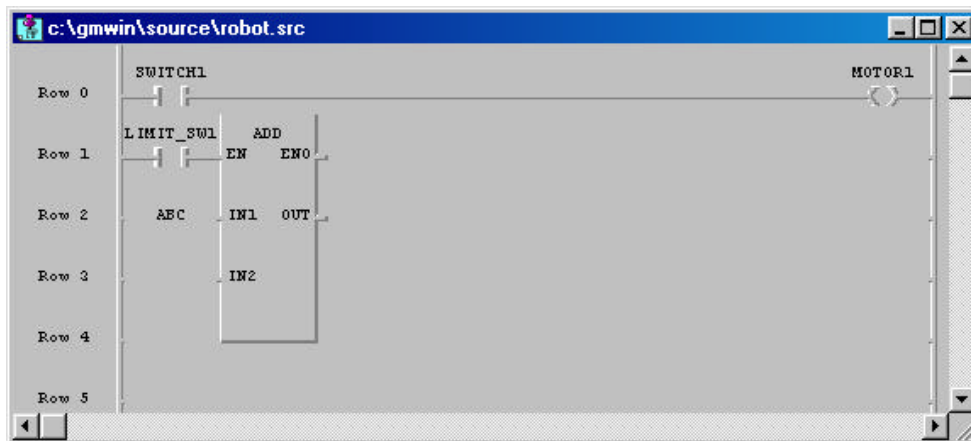 c:\gmwin\source\robot.src
SWITCH1 MOTOR1
Row 0
LIMIT_SW1 ADD
Row 1 EN ENO
Row 2 ABC IN1 OUT
Row 3 IN2
Row 4
Row 5